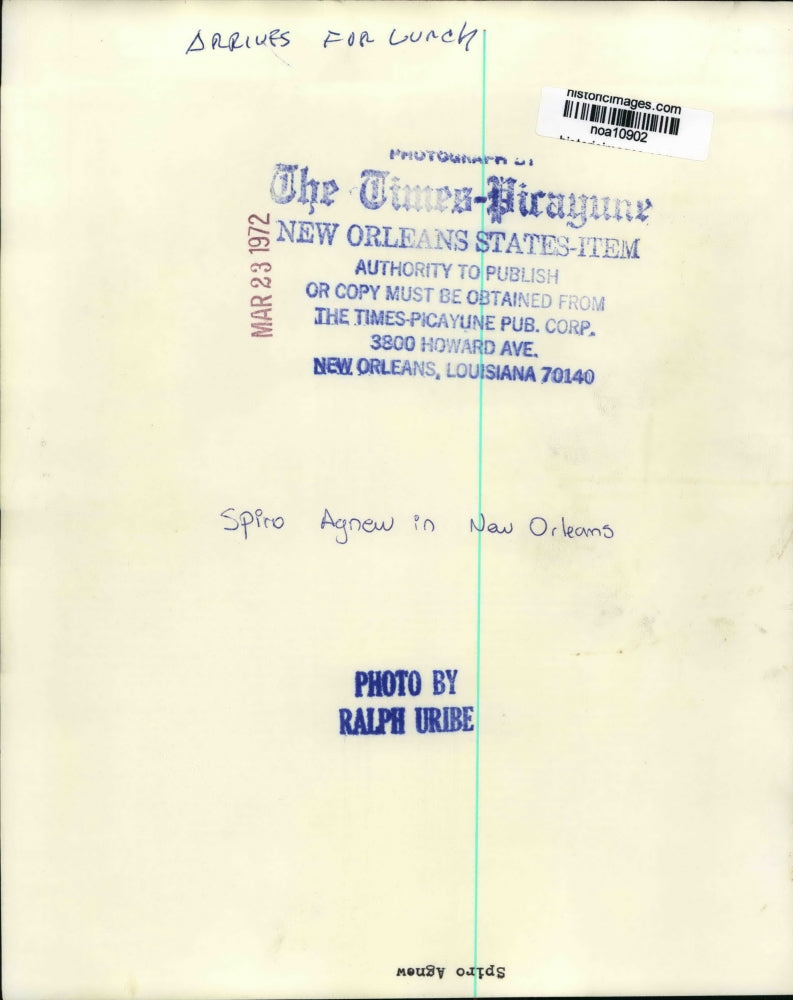 ARRIVES FOR LUNCH
historicimages.com
noa10902
PHOTOGRAPH BY
The Times-Picayune
NEW ORLEANS STATES-ITEM
AUTHORITY TO PUBLISH
OR COPY MUST BE OBTAINED FROM
THE TIMES-PICAYUNE PUB. CORP.
3800 HOWARD AVE.
NEW ORLEANS, LOUISIANA 70140
MAR 23 1972
Spiro Agnew in New Orleans
PHOTO BY
RALPH URIBE
Spiro Agnew